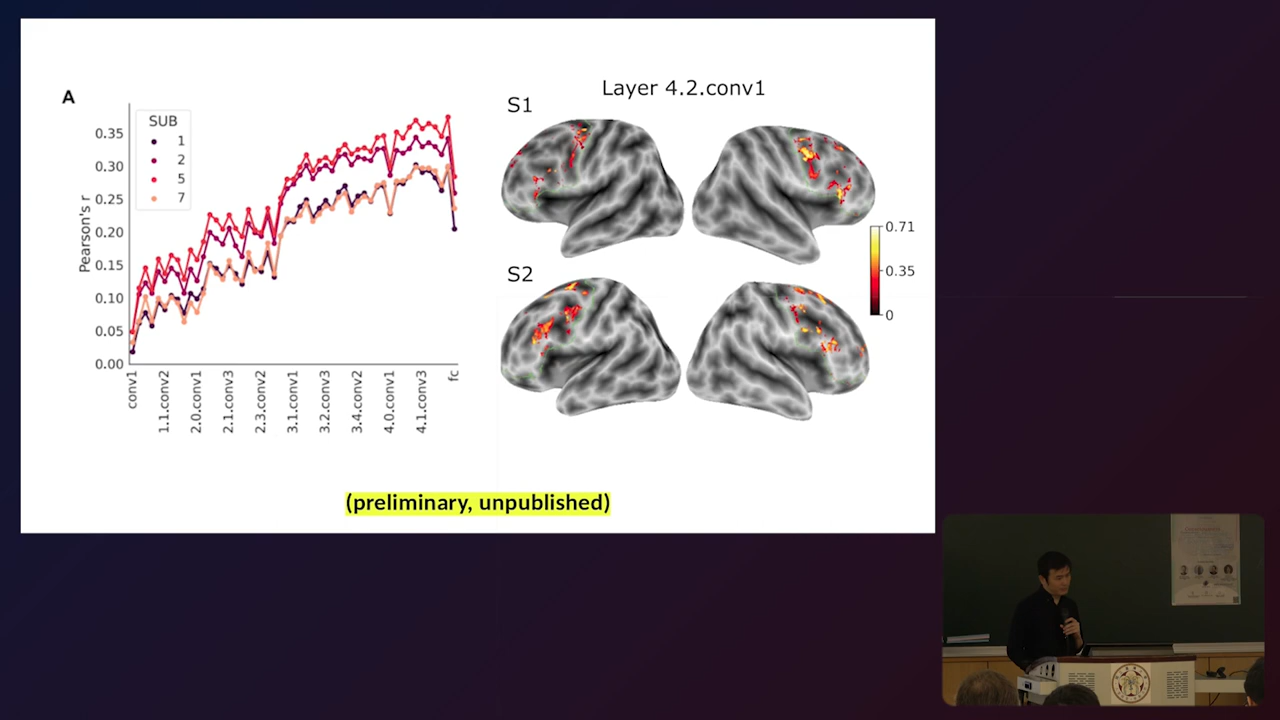 A
SUB
1
2
5
7
Pearson's r
0.35
0.30
0.25
0.20
0.15
0.10
0.05
0.00
conv1
1.1.conv2
2.0.conv1
2.1.conv3
2.3.conv2
3.1.conv1
3.2.conv3
3.4.conv2
4.0.conv1
4.1.conv3
fc
Layer 4.2.conv1
S1
S2
0.71
0.35
0
(preliminary, unpublished)